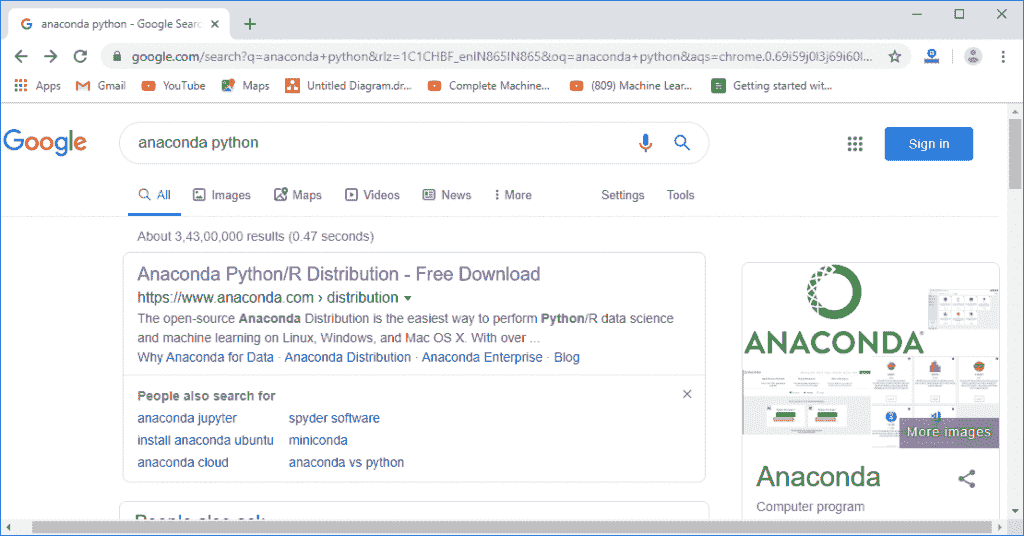 anaconda python - Google Sear
google.com/search?q=anaconda+python&rlz=1C1CHBF_enIN865IN865&oq=anaconda+python&aqs=chrome.0.69i59j0l3j69i60l...
Apps Gmail YouTube Maps Untitled Diagram.dr... Complete Machine... (809) Machine Lear... Getting started wit...
Google anaconda python Sign in
All Images Maps Videos News More Settings Tools
About 3,43,00,000 results (0.47 seconds)
Anaconda Python/R Distribution - Free Download
https://www.anaconda.com › distribution
The open-source Anaconda Distribution is the easiest way to perform Python/R data science
and machine learning on Linux, Windows, and Mac OS X. With over ...
Why Anaconda for Data · Anaconda Distribution · Anaconda Enterprise · Blog
People also search for
anaconda jupyter spyder software
install anaconda ubuntu miniconda
anaconda cloud anaconda vs python
People also ask
ANACONDA
More images
Anaconda
Computer program